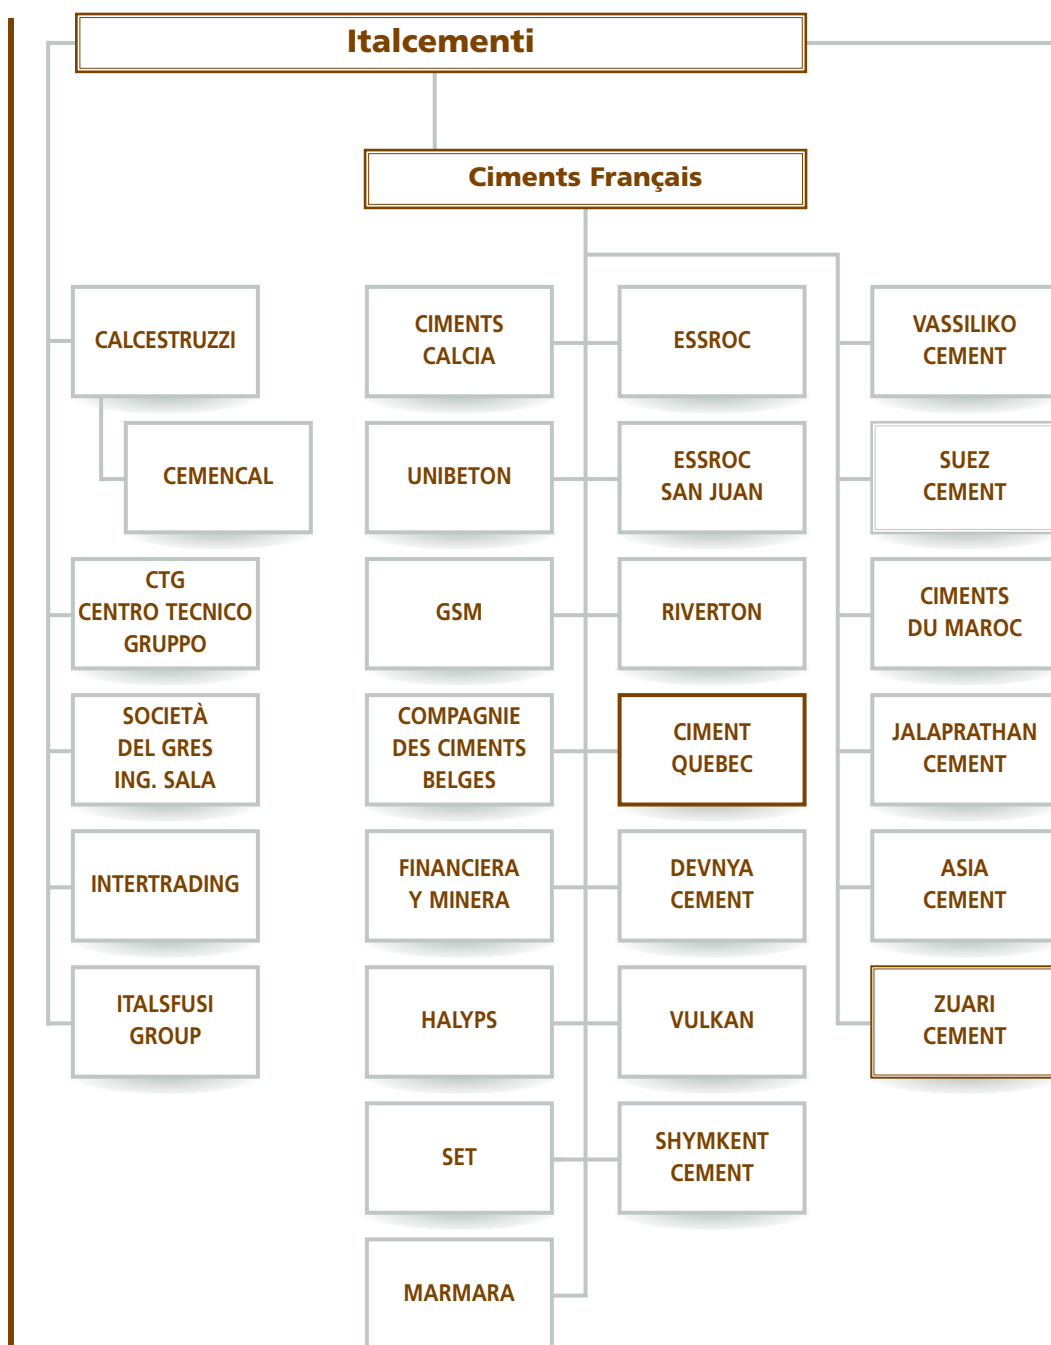 Italcementi
Ciments Français
CALCESTRUZZI
CEMENCAL
CTG
CENTRO TECNICO
GRUPPO
SOCIETÀ
DEL GRES
ING. SALA
INTERTRADING
ITALSFUSI
GROUP
CIMENTS
CALCIA
UNIBETON
GSM
COMPAGNIE
DES CIMENTS
BELGES
FINANCIERA
Y MINERA
HALYPS
SET
MARMARA
ESSROC
ESSROC
SAN JUAN
RIVERTON
CIMENT
QUEBEC
DEVNYA
CEMENT
VULKAN
SHYMKENT
CEMENT
VASSILIKO
CEMENT
SUEZ
CEMENT
CIMENTS
DU MAROC
JALAPRATHAN
CEMENT
ASIA
CEMENT
ZUARI
CEMENT